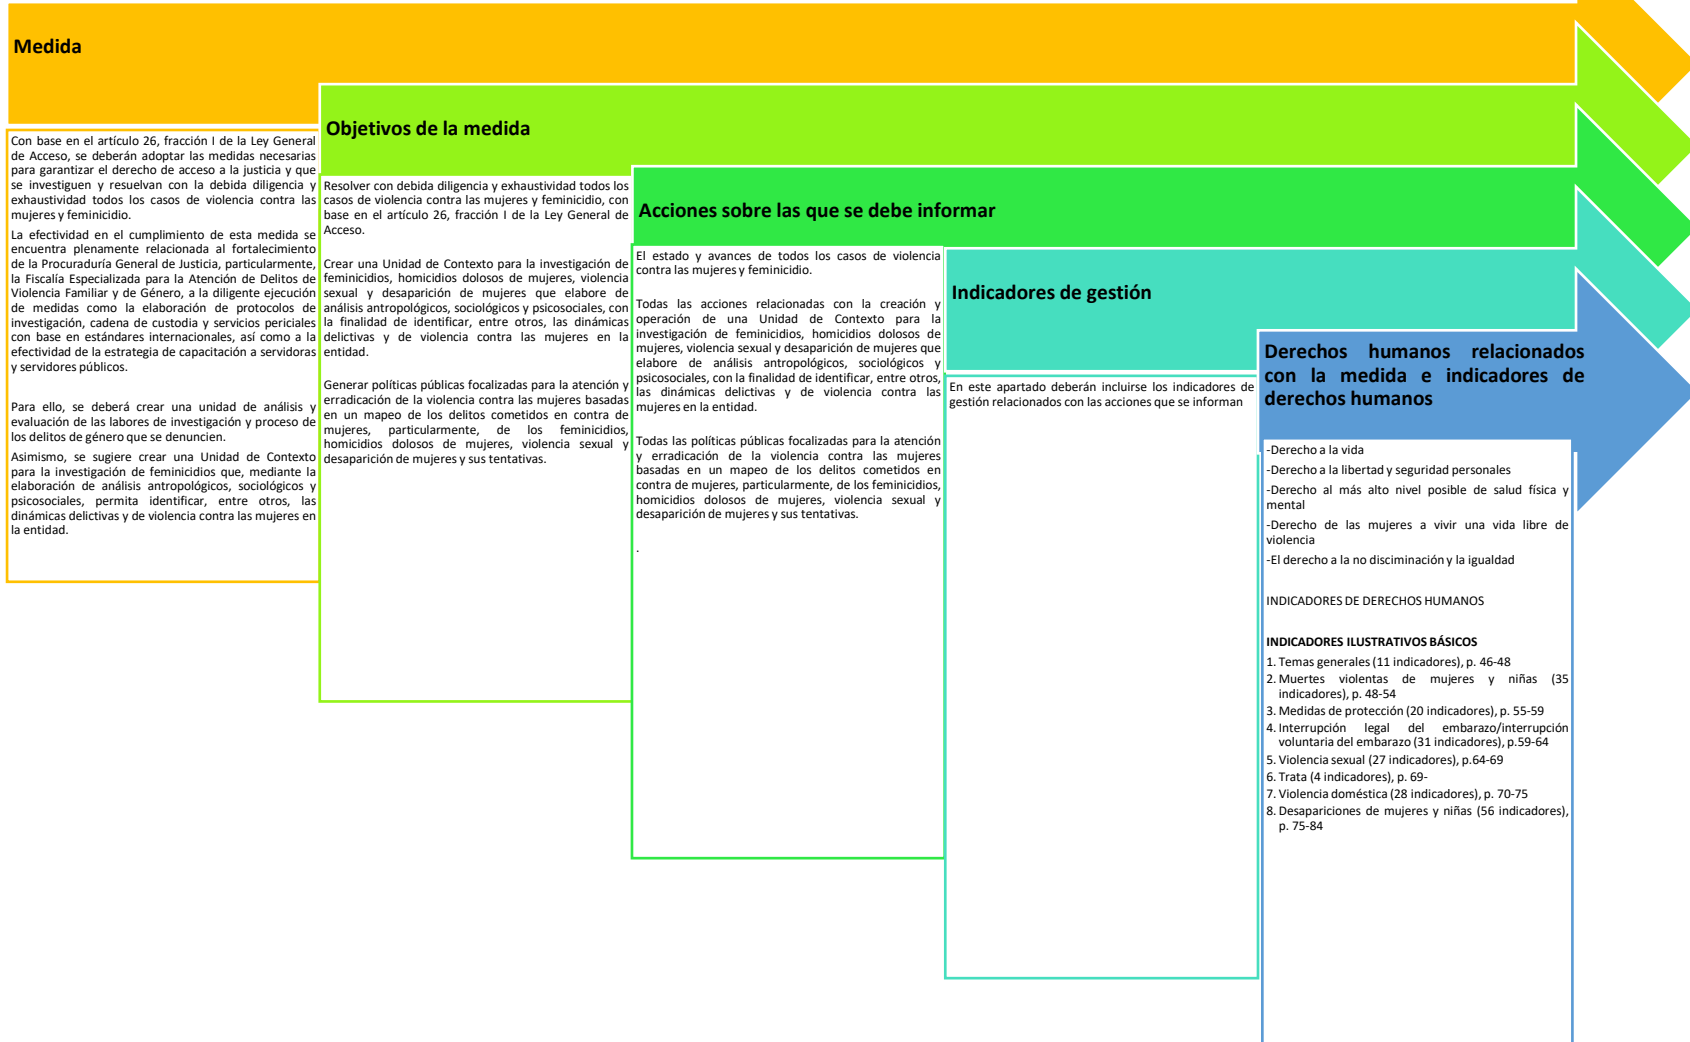 Medida
Con base en el artículo 26, fracción I de la Ley General
de Acceso, se deberán adoptar las medidas necesarias
para garantizar el derecho de acceso a la justicia y que
se investiguen y resuelvan con la debida diligencia y
exhaustividad todos los casos de violencia contra las
mujeres y feminicidio.
La efectividad en el cumplimiento de esta medida se
encuentra plenamente relacionada al fortalecimiento
de la Procuraduría General de Justicia, particularmente,
la Fiscalía Especializada para la Atención de Delitos de
Violencia Familiar y de Género, a la diligente ejecución
de medidas como la elaboración de protocolos de
investigación, cadena de custodia y servicios periciales
con base en estándares internacionales, así como a la
efectividad de la estrategia de capacitación a servidoras
y servidores públicos.
Para ello, se deberá crear una unidad de análisis y
evaluación de las labores de investigación y proceso de
los delitos de género que se denuncien.
Asimismo, se sugiere crear una Unidad de Contexto
para la investigación de feminicidios que, mediante la
elaboración de análisis antropológicos, sociológicos y
psicosociales, permita identificar, entre otros, las
dinámicas delictivas y de violencia contra las mujeres en
la entidad.
Objetivos de la medida
Resolver con debida diligencia y exhaustividad todos los
casos de violencia contra las mujeres y feminicidio, con
base en el artículo 26, fracción I de la Ley General de
Acceso.
Crear una Unidad de Contexto para la investigación de
feminicidios, homicidios dolosos de mujeres, violencia
sexual y desaparición de mujeres que elabore de
análisis antropológicos, sociológicos y psicosociales, con
la finalidad de identificar, entre otros, las dinámicas
delictivas y de violencia contra las mujeres en la
entidad.
Generar políticas públicas focalizadas para la atención y
erradicación de la violencia contra las mujeres basadas
en un mapeo de los delitos cometidos en contra de
mujeres, particularmente, de los feminicidios,
homicidios dolosos de mujeres, violencia sexual y
desaparición de mujeres y sus tentativas.
Acciones sobre las que se debe informar
El estado y avances de todos los casos de violencia
contra las mujeres y feminicidio.
Todas las acciones relacionadas con la creación y
operación de una Unidad de Contexto para la
investigación de feminicidios, homicidios dolosos de
mujeres, violencia sexual y desaparición de mujeres que
elabore de análisis antropológicos, sociológicos y
psicosociales, con la finalidad de identificar, entre otros,
las dinámicas delictivas y de violencia contra las
mujeres en la entidad.
Todas las políticas públicas focalizadas para la atención
y erradicación de la violencia contra las mujeres
basadas en un mapeo de los delitos cometidos en
contra de mujeres, particularmente, de los feminicidios,
homicidios dolosos de mujeres, violencia sexual y
desaparición de mujeres y sus tentativas.
.
Indicadores de gestión
En este apartado deberán incluirse los indicadores de
gestión relacionados con las acciones que se informan
Derechos humanos relacionados
con la medida e indicadores de
derechos humanos
-Derecho a la vida
-Derecho a la libertad y seguridad personales
-Derecho al más alto nivel posible de salud física y
mental
-Derecho de las mujeres a vivir una vida libre de
violencia
-El derecho a la no discriminación y la igualdad
INDICADORES DE DERECHOS HUMANOS
INDICADORES ILUSTRATIVOS BÁSICOS
1. Temas generales (11 indicadores), p. 46-48
2. Muertes violentas de mujeres y niñas (35
indicadores), p. 48-54
3. Medidas de protección (20 indicadores), p. 55-59
4. Interrupción legal del embarazo/interrupción
voluntaria del embarazo (31 indicadores), p.59-64
5. Violencia sexual (27 indicadores), p.64-69
6. Trata (4 indicadores), p. 69-
7. Violencia doméstica (28 indicadores), p. 70-75
8. Desapariciones de mujeres y niñas (56 indicadores),
p. 75-84